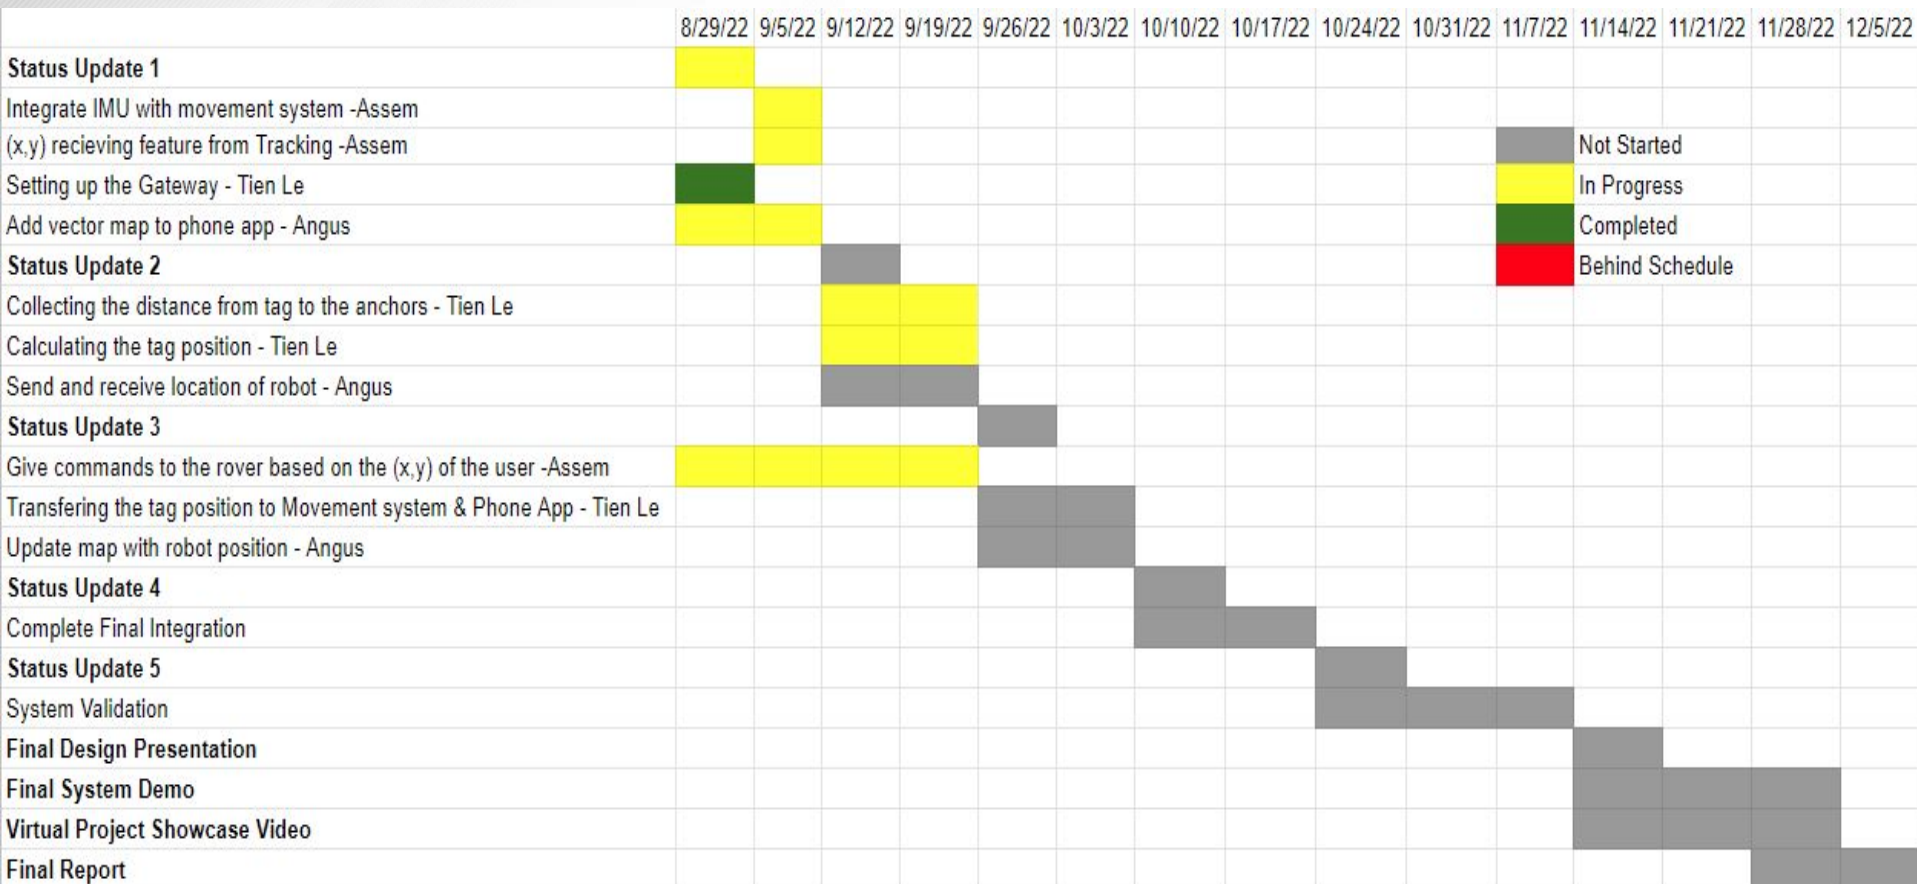 8/29/22 9/5/22 9/12/22 9/19/22 9/26/22 10/3/22 10/10/22 10/17/22 10/24/22 10/31/22 11/7/22 11/14/22 11/21/22 11/28/22 12/5/22
Status Update 1
Integrate IMU with movement system -Assem
(x,y) recieving feature from Tracking -Assem
Not Started
Setting up the Gateway - Tien Le
In Progress
Add vector map to phone app - Angus
Completed
Status Update 2
Behind Schedule
Collecting the distance from tag to the anchors - Tien Le
Calculating the tag position - Tien Le
Send and receive location of robot - Angus
Status Update 3
Give commands to the rover based on the (x,y) of the user -Assem
Transfering the tag position to Movement system & Phone App - Tien Le
Update map with robot position - Angus
Status Update 4
Complete Final Integration
Status Update 5
System Validation
Final Design Presentation
Final System Demo
Virtual Project Showcase Video
Final Report